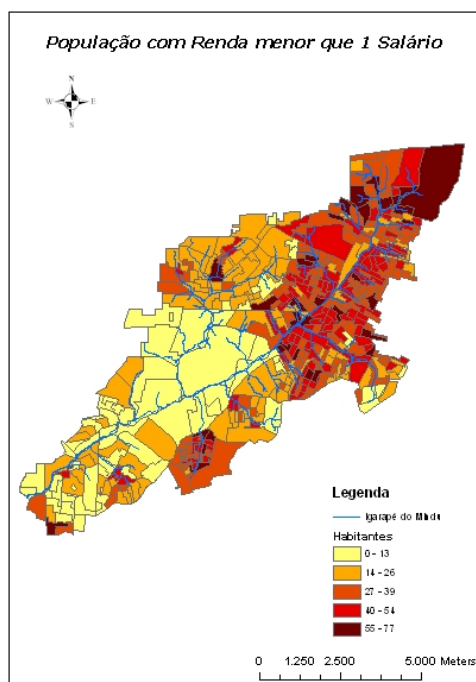 População com Renda menor que 1 Salário
N
W E
S
Legenda
Igarapé do Mindu
Habitantes
0 - 13
14 - 26
27 - 39
40 - 54
55 - 77
0 1.250 2.500 5.000 Meters